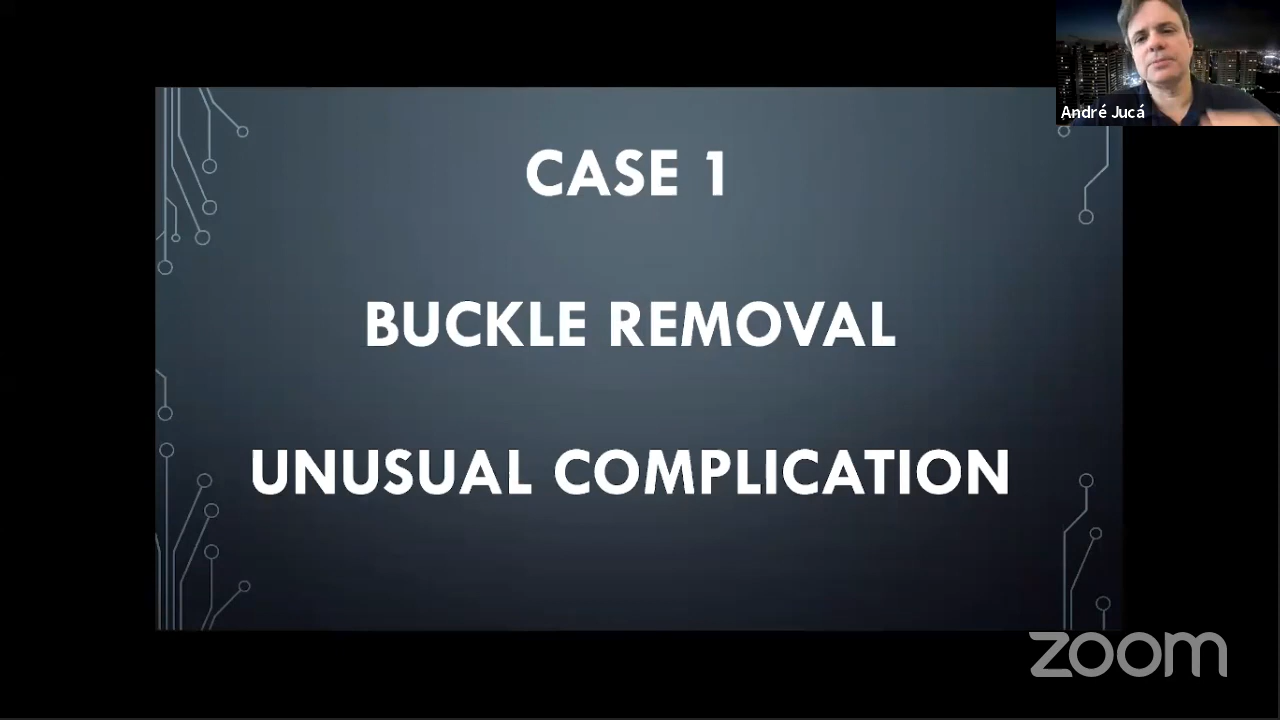 André Jucá
CASE 1
BUCKLE REMOVAL
UNUSUAL COMPLICATION
zoom